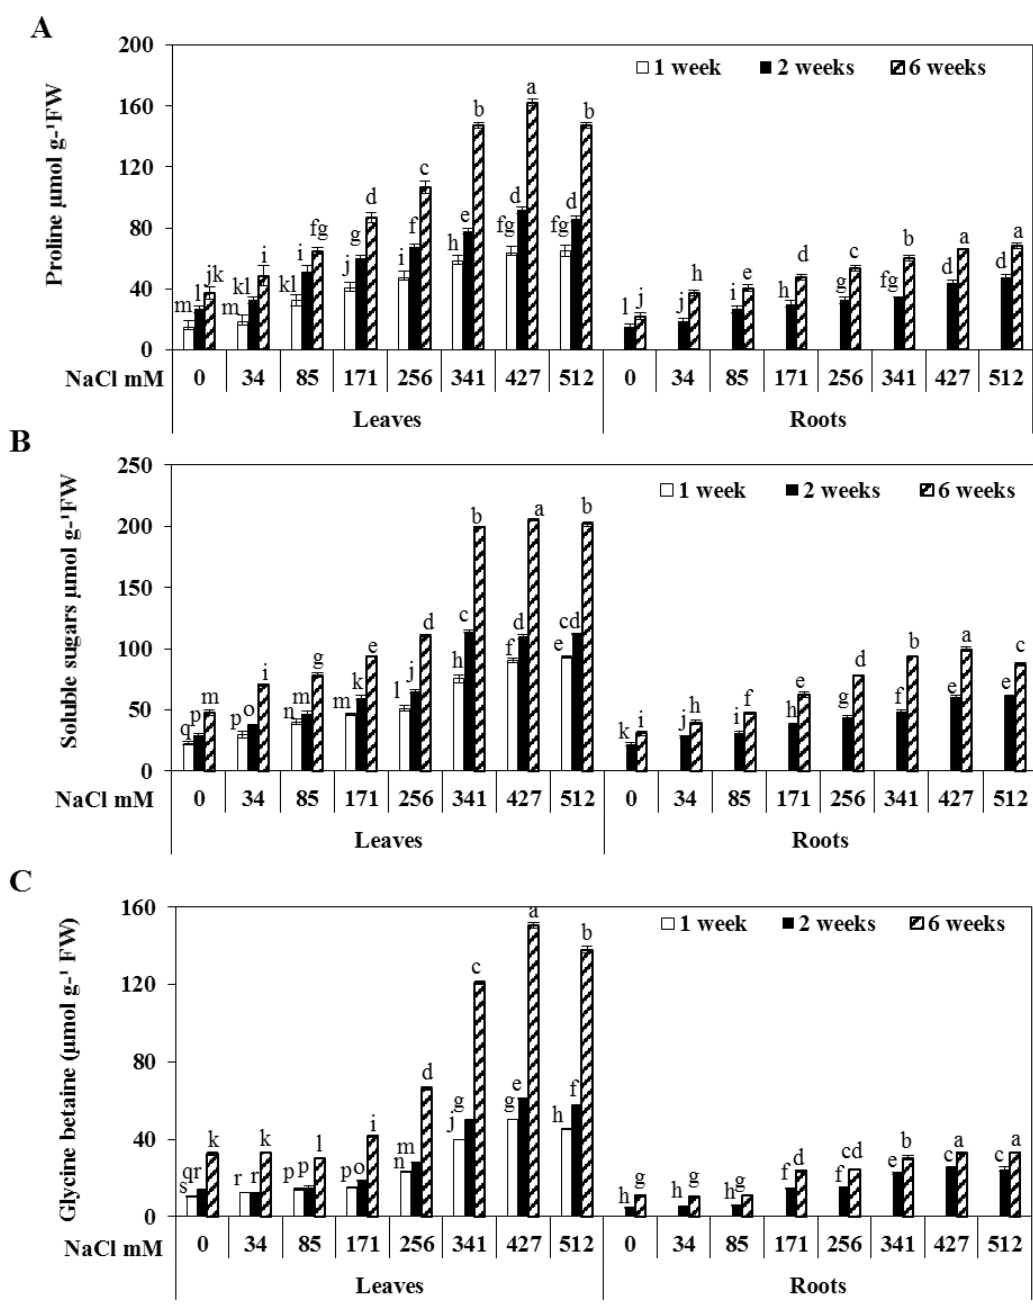 A
200
160
120
80
40
0
Proline µmol g-¹FW
1 week 2 weeks 6 weeks
m l jk m kl i kl i fg j g d i f c h e b fg d a fg d b
l j j h i e h d g c fg b d a d a
NaCl mM 0 34 85 171 256 341 427 512 0 34 85 171 256 341 427 512
Leaves Roots
B
250
200
150
100
50
0
Soluble sugars µmol g-¹FW
1 week 2 weeks 6 weeks
q p m p o i n m g m k e l j d h c b f d a e cd b
k i j h i f h e g d f b e a e c
NaCl mM 0 34 85 171 256 341 427 512 0 34 85 171 256 341 427 512
Leaves Roots
C
160
120
80
40
0
Glycine betaine (µmol g-¹ FW)
1 week 2 weeks 6 weeks
s qr k r r k p p l p o i n m d j g c g e a h f b
h g h g h g f d f cd e b c a c a
NaCl mM 0 34 85 171 256 341 427 512 0 34 85 171 256 341 427 512
Leaves Roots